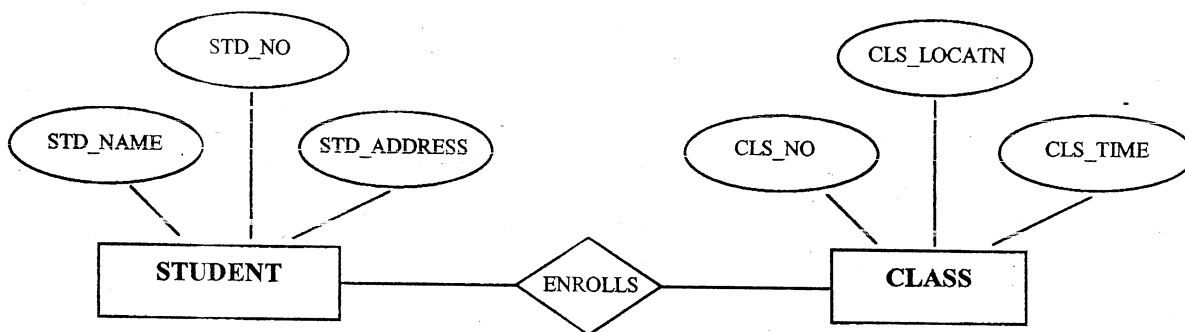 STD_NO
CLS_LOCATN
STD_NAME
STD_ADDRESS
CLS_NO
CLS_TIME
STUDENT
ENROLLS
CLASS